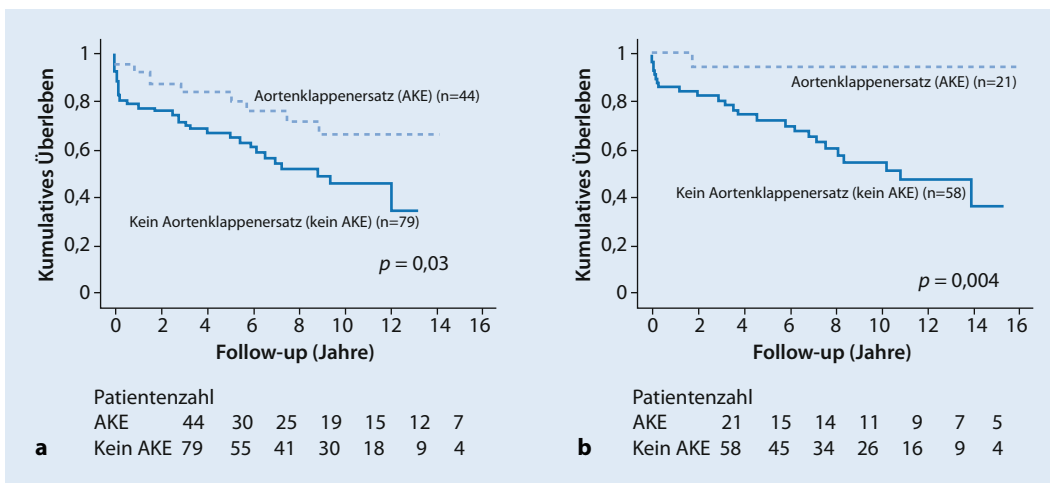 Kumulatives Überleben
1
0,8
0,6
0,4
0,2
0
Aortenklappenersatz (AKE) (n=44)
Kein Aortenklappenersatz (kein AKE) (n=79)
p = 0,03
0 2 4 6 8 10 12 14 16
Follow-up (Jahre)
Patientenzahl
AKE 44 30 25 19 15 12 7
Kein AKE 79 55 41 30 18 9 4
a
Kumulatives Überleben
1
0,8
0,6
0,4
0,2
0
Aortenklappenersatz (AKE) (n=21)
Kein Aortenklappenersatz (kein AKE) (n=58)
p = 0,004
0 2 4 6 8 10 12 14 16
Follow-up (Jahre)
Patientenzahl
AKE 21 15 14 11 9 7 5
Kein AKE 58 45 34 26 16 9 4
b